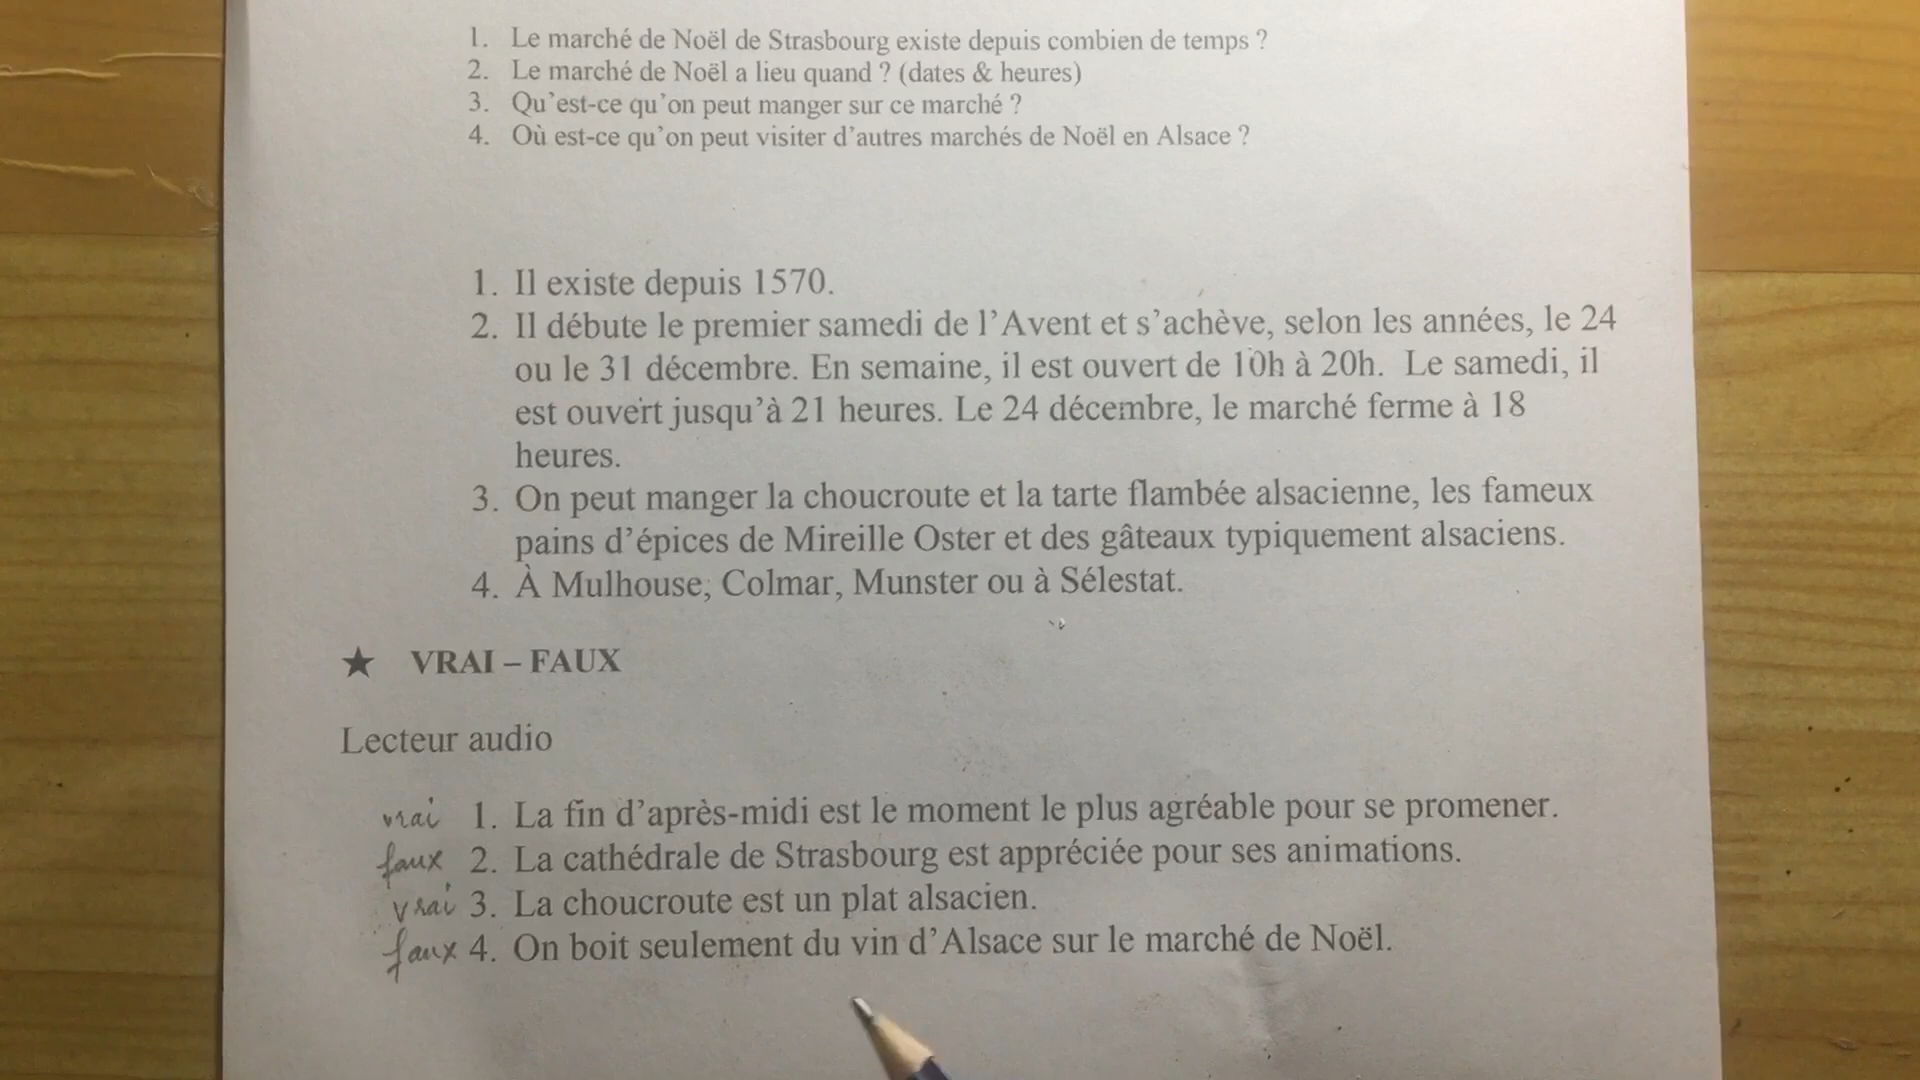 1. Le marché de Noël de Strasbourg existe depuis combien de temps ?
2. Le marché de Noël a lieu quand ? (dates & heures)
3. Qu'est-ce qu'on peut manger sur ce marché ?
4. Où est-ce qu'on peut visiter d'autres marchés de Noël en Alsace ?
1. Il existe depuis 1570.
2. Il débute le premier samedi de l'Avent et s'achève, selon les années, le 24
ou le 31 décembre. En semaine, il est ouvert de 10h à 20h. Le samedi, il
est ouvert jusqu'à 21 heures. Le 24 décembre, le marché ferme à 18
heures.
3. On peut manger la choucroute et la tarte flambée alsacienne, les fameux
pains d'épices de Mireille Oster et des gâteaux typiquement alsaciens.
4. À Mulhouse, Colmar, Munster ou à Sélestat.
★ VRAI – FAUX
Lecteur audio
vrai 1. La fin d'après-midi est le moment le plus agréable pour se promener.
faux 2. La cathédrale de Strasbourg est appréciée pour ses animations.
vrai 3. La choucroute est un plat alsacien.
faux 4. On boit seulement du vin d'Alsace sur le marché de Noël.